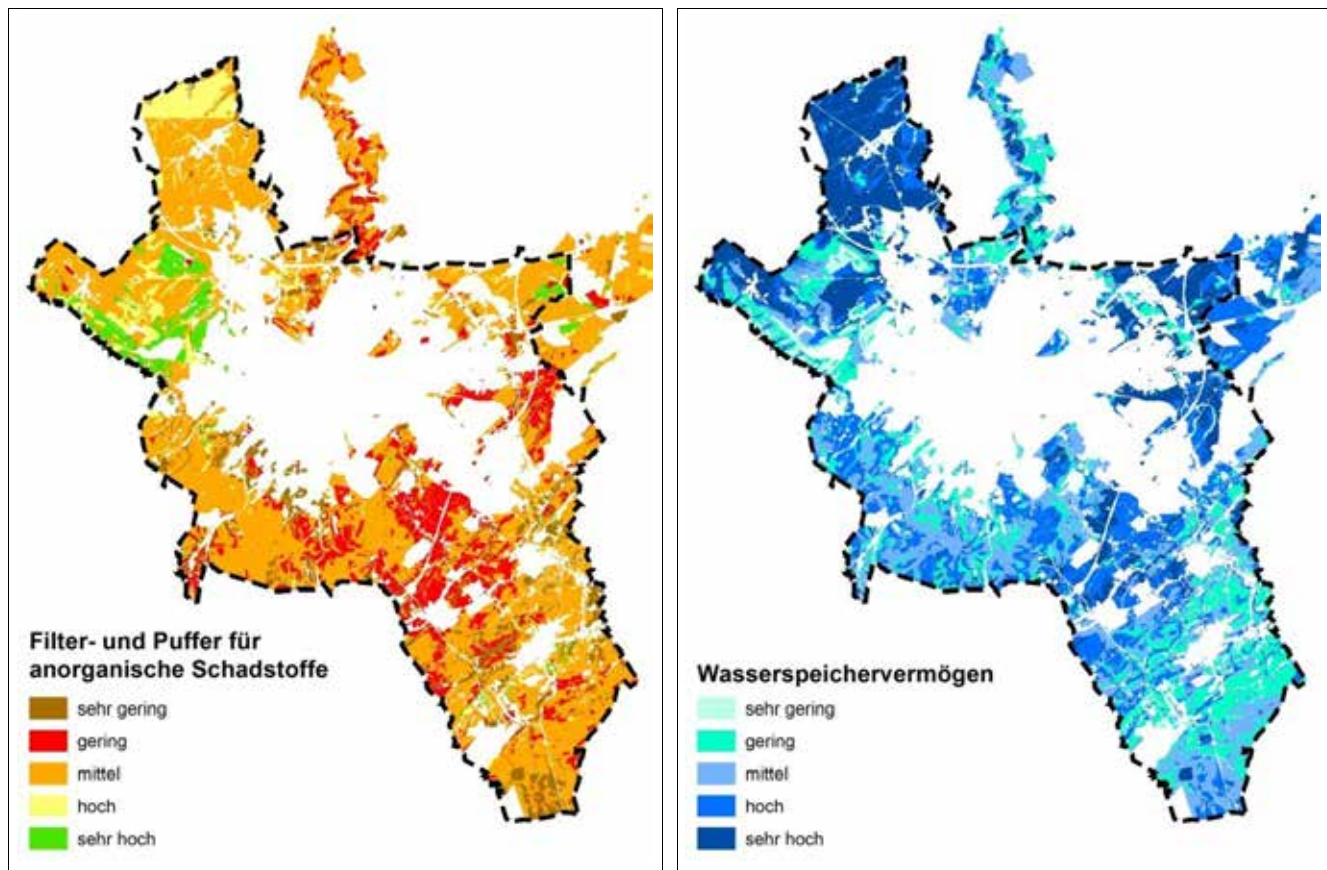 Filter- und Puffer für
anorganische Schadstoffe
sehr gering
gering
mittel
hoch
sehr hoch
Wasserspeichervermögen
sehr gering
gering
mittel
hoch
sehr hoch